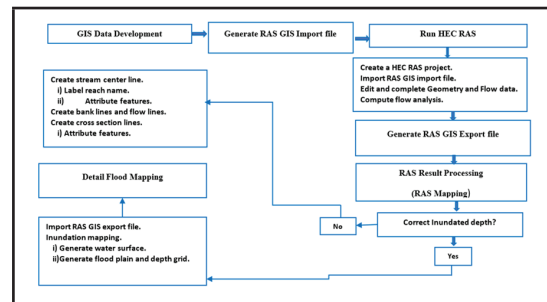 GIS Data Development
Generate RAS GIS Import file
Run HEC RAS
Create a HEC RAS project.
Import RAS GIS import file.
Edit and complete Geometry and Flow data.
Compute flow analysis.
Create stream center line.
i) Label reach name.
ii) Attribute features.
Create bank lines and flow lines.
Create cross section lines.
i) Attribute features.
Generate RAS GIS Export file
RAS Result Processing
(RAS Mapping)
Detail Flood Mapping
Correct Inundated depth?
No
Yes
Import RAS GIS export file.
Inundation mapping.
i) Generate water surface.
ii)Generate flood plain and depth grid.